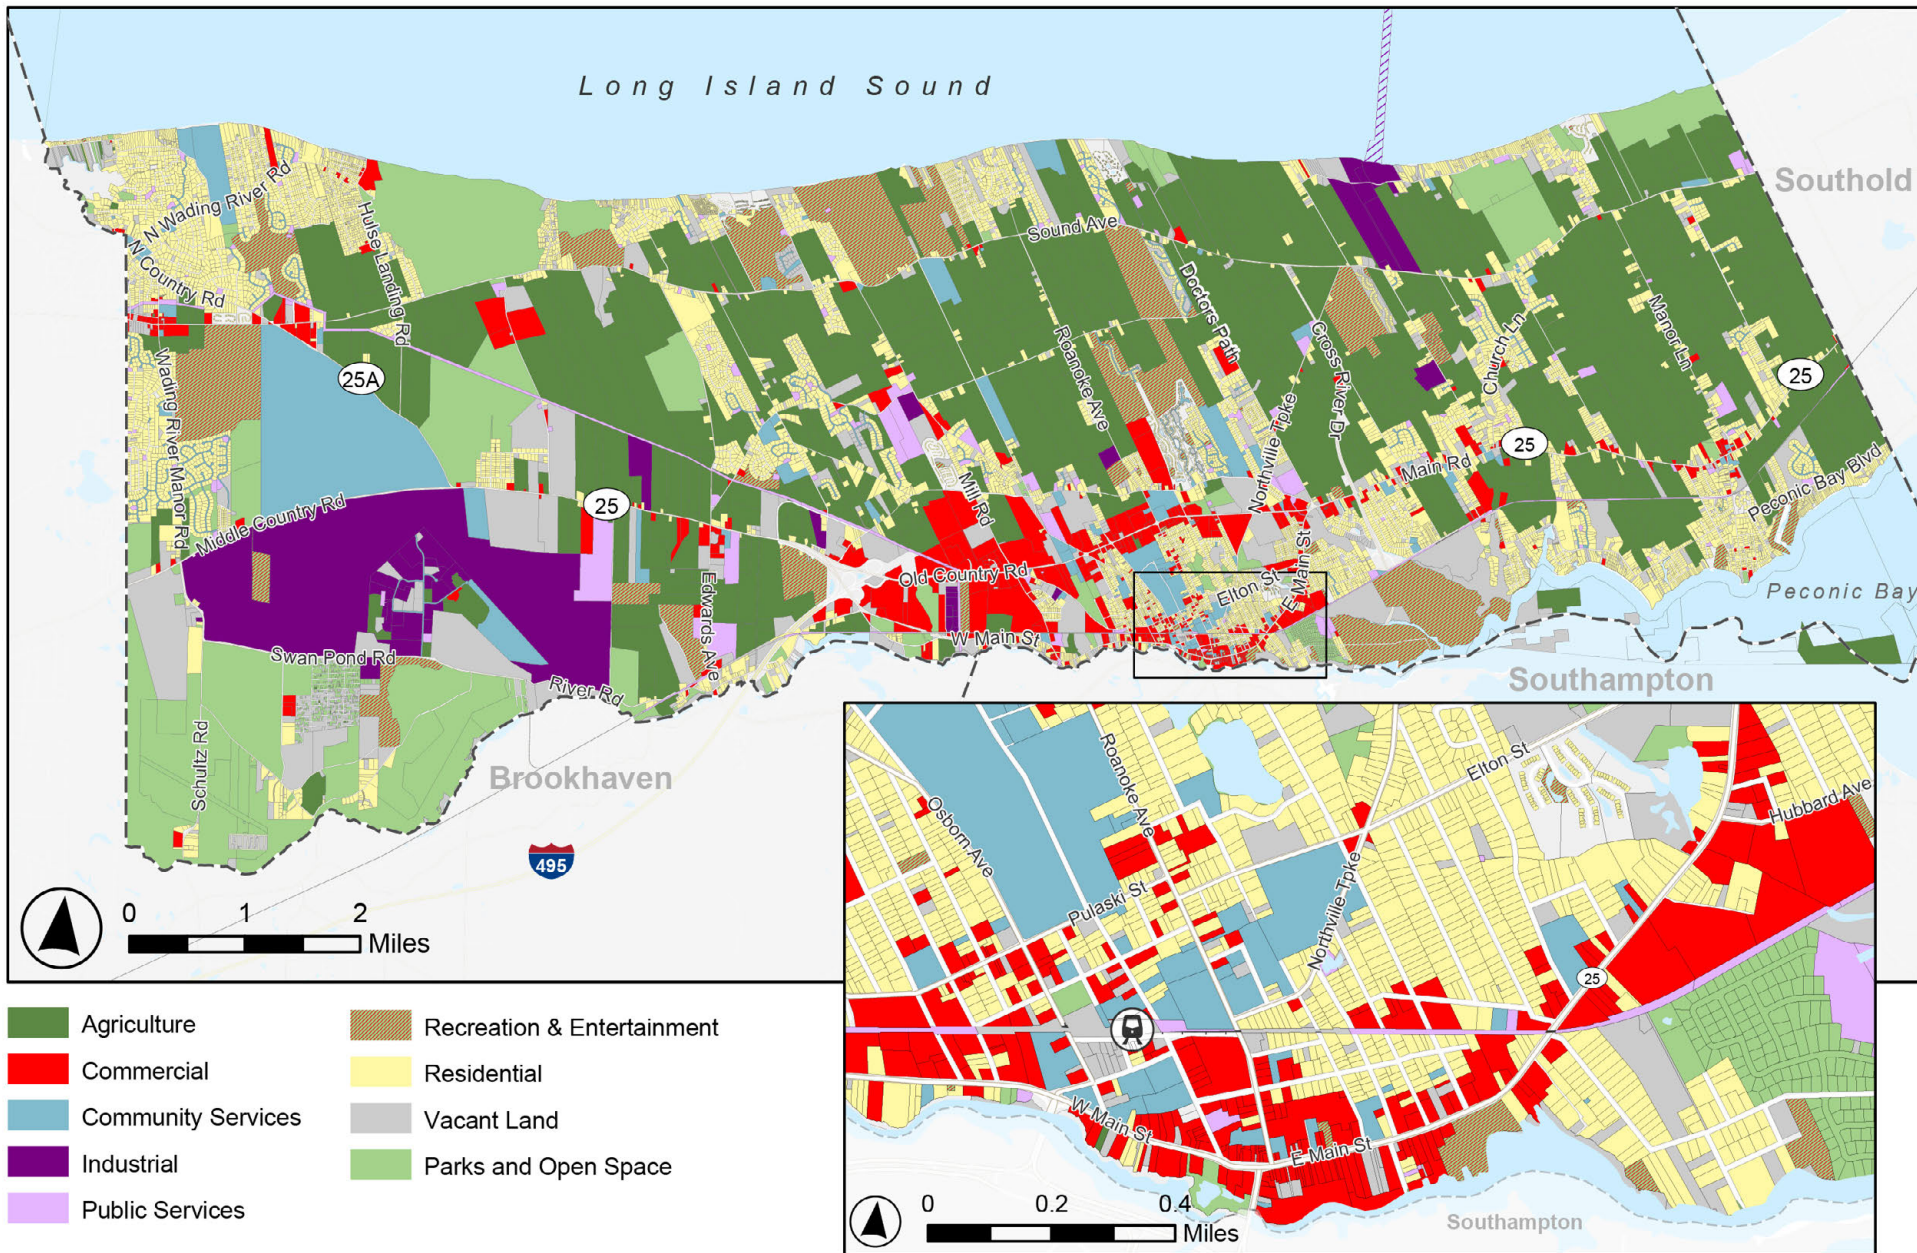 Long Island Sound
Southold
N Wading River Rd
N Country Rd
Hulse Landing Rd
Sound Ave
Doctors Path
Roanoke Ave
Cross River Dr
Church Ln
Manor Ln
25A
25
25
25
Wading River Manor Rd
Middle Country Rd
Mill Rd
Northville Tpke
Main Rd
Peconic Bay Blvd
Old Country Rd
Edwards Ave
Elton St
E Main St
W Main St
Peconic Bay
Swan Pond Rd
River Rd
Schultz Rd
Southampton
Brookhaven
495
0 1 2
Miles
Osborn Ave
Roanoke Ave
Elton St
Hubbard Ave
Pulaski St
Northville Tpke
25
W Main St
E Main St
0 0.2 0.4
Miles
Southampton
Agriculture
Commercial
Community Services
Industrial
Public Services
Recreation & Entertainment
Residential
Vacant Land
Parks and Open Space